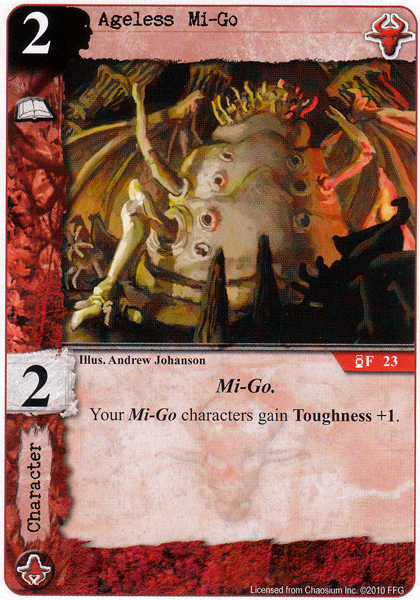 2
Ageless Mi-Go
Illus. Andrew Johanson
F 23
2
Mi-Go.
Your Mi-Go characters gain Toughness +1.
Character
Licensed from Chaosium Inc. ©2010 FFG